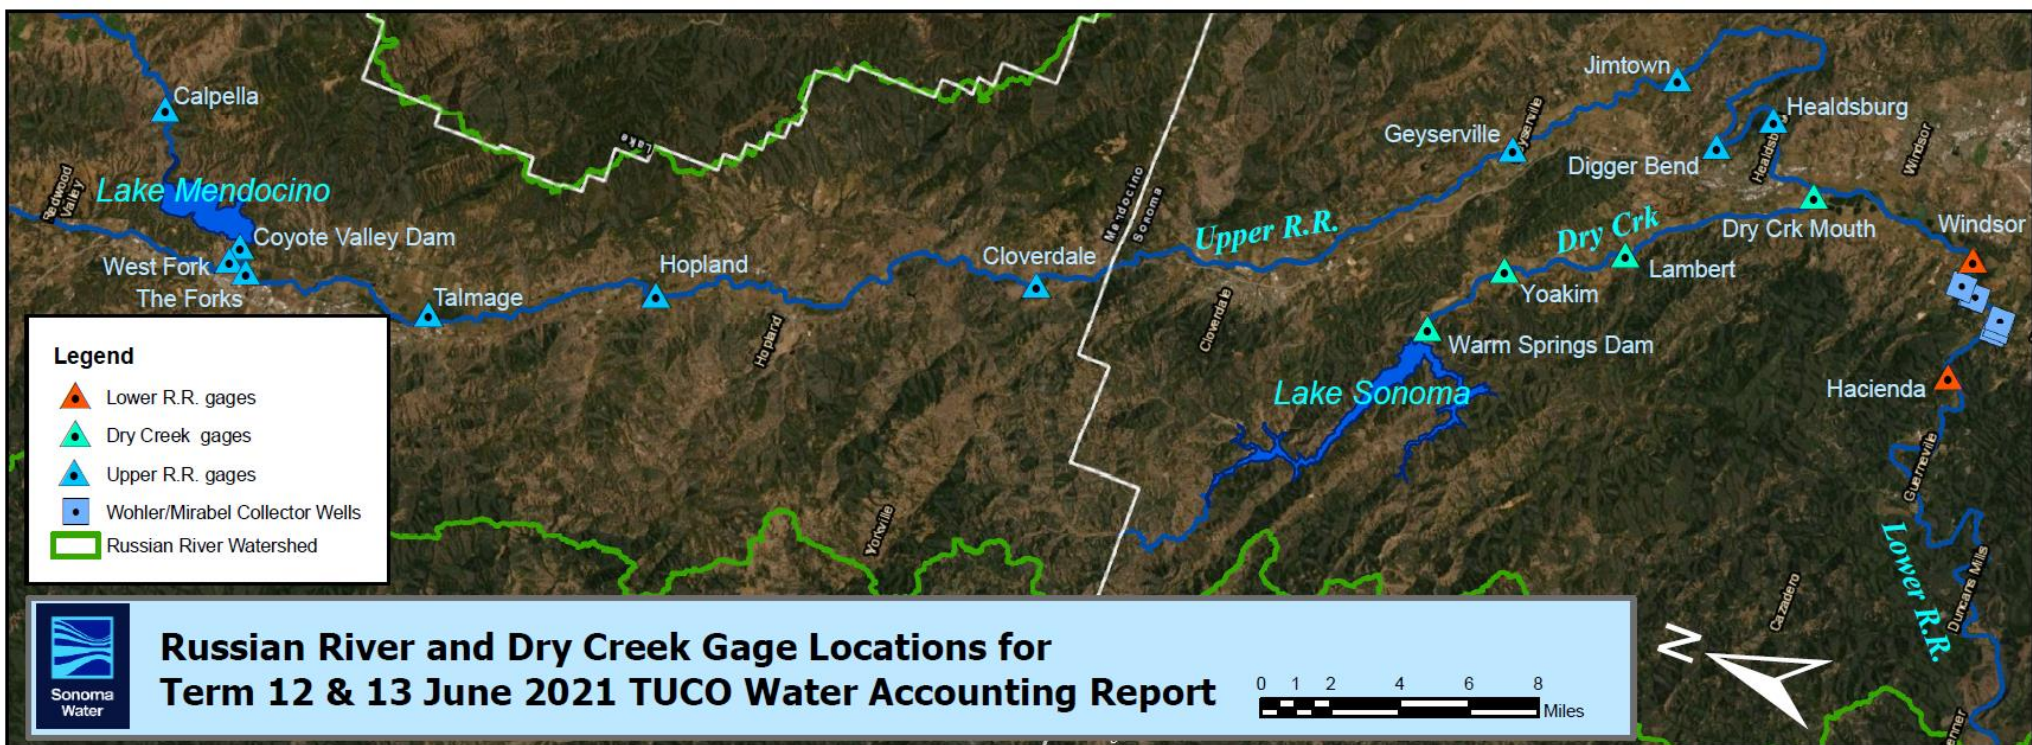 Calpella
Redwood
Valley
Lake Mendocino
Coyote Valley Dam
West Fork
The Forks
Talmage
Hopland
Hopland
Lake
Cloverdale
Mendocino
Sonoma
Upper R.R.
Cloverdale
Geyserville
Jimtown
Healdsburg
Digger Bend
Windsor
Dry Crk
Dry Crk Mouth
Windsor
Lambert
Yoakim
Warm Springs Dam
Lake Sonoma
Hacienda
Guerneville
Lower R.R.
Duncans Mills
Cazadero
Yorkville
Legend
Lower R.R. gages
Dry Creek gages
Upper R.R. gages
Wohler/Mirabel Collector Wells
Russian River Watershed
Sonoma
Water
Russian River and Dry Creek Gage Locations for
Term 12 & 13 June 2021 TUCO Water Accounting Report
0 1 2 4 6 8
Miles
N